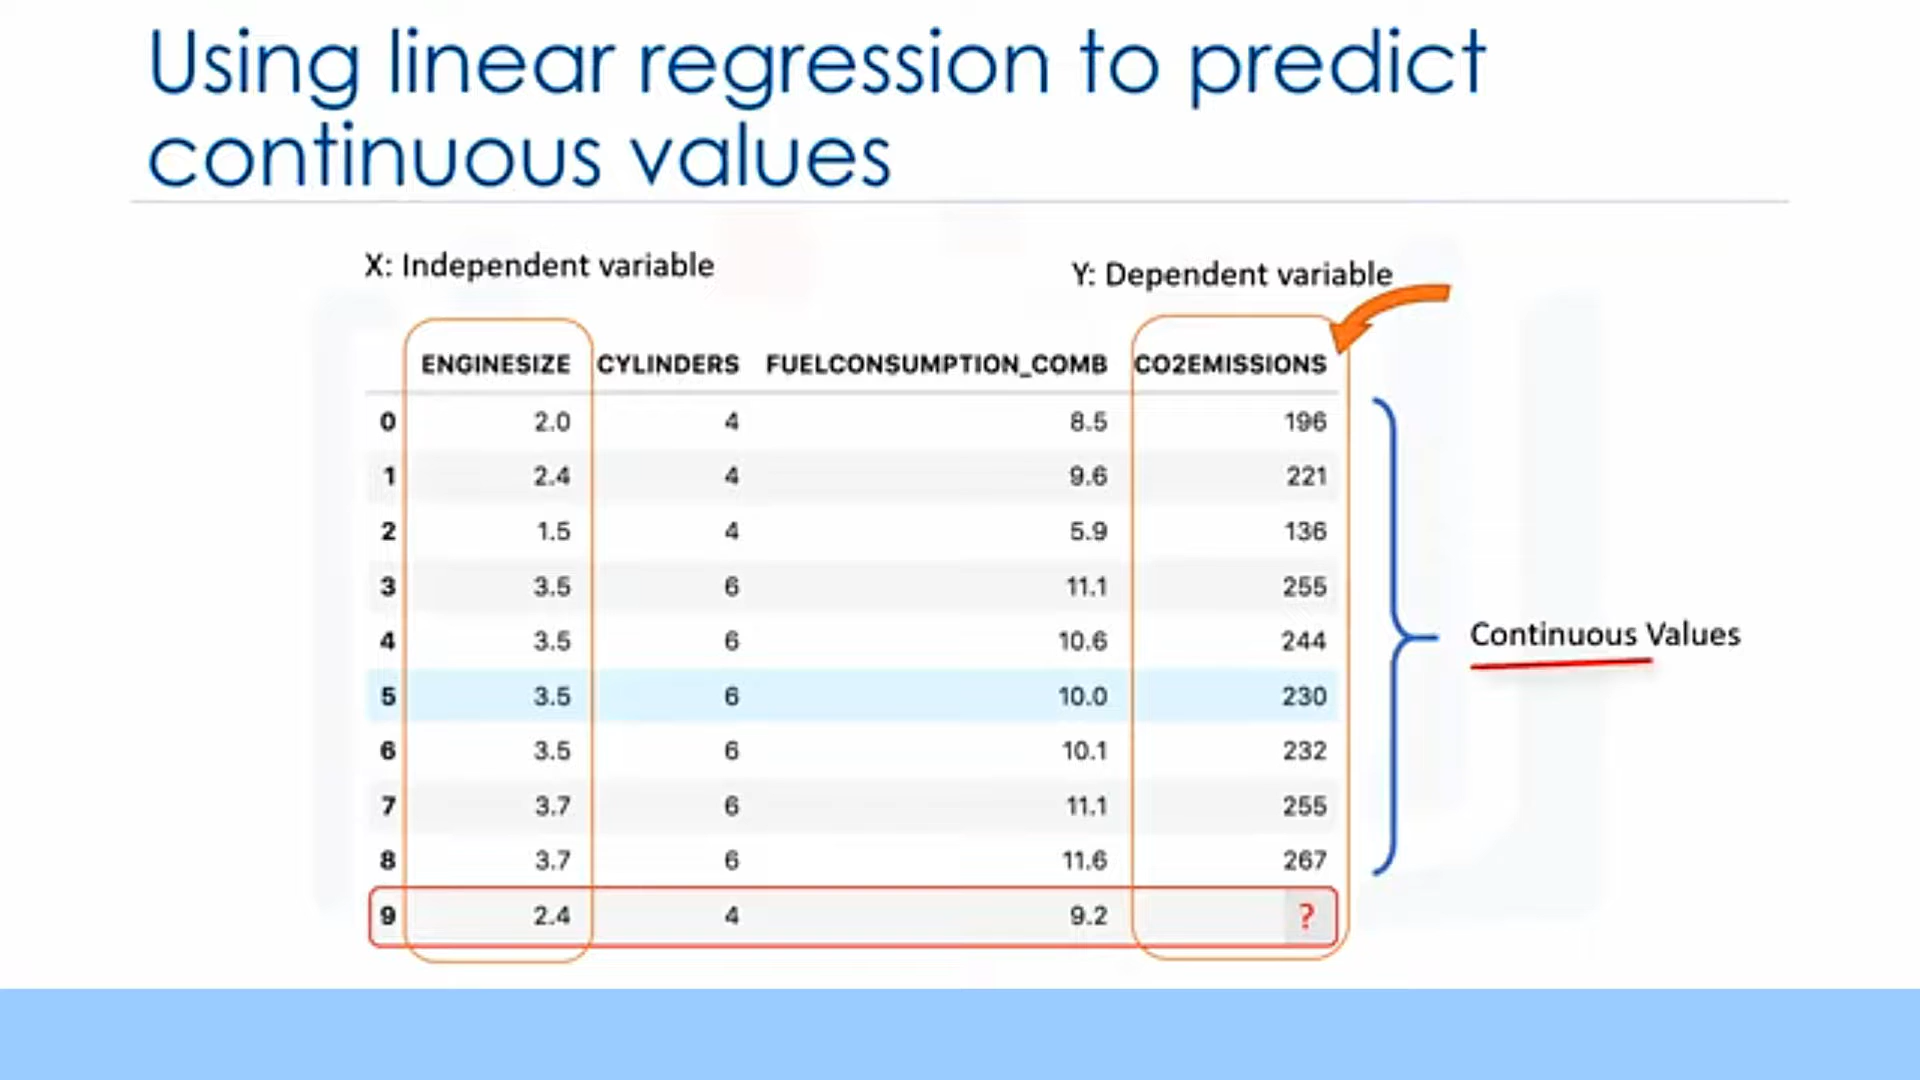 Using linear regression to predict
continuous values
X: Independent variable
Y: Dependent variable
ENGINESIZE CYLINDERS FUELCONSUMPTION_COMB CO2EMISSIONS
0 2.0 4 8.5 196
1 2.4 4 9.6 221
2 1.5 4 5.9 136
3 3.5 6 11.1 255
4 3.5 6 10.6 244
5 3.5 6 10.0 230
6 3.5 6 10.1 232
7 3.7 6 11.1 255
8 3.7 6 11.6 267
9 2.4 4 9.2 ?
Continuous Values